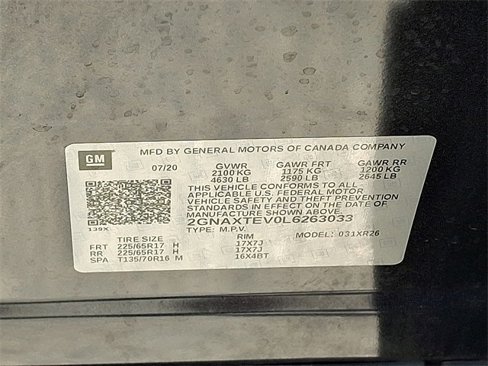 GM
MFD BY GENERAL MOTORS OF CANADA COMPANY
07/20 GVWR GAWR FRT GAWR RR
2100 KG 1175 KG 1200 KG
4630 LB 2590 LB 2645 LB
THIS VEHICLE CONFORMS TO ALL
APPLICABLE U.S. FEDERAL MOTOR
VEHICLE SAFETY AND THEFT
PREVENTION STANDARDS IN EFFECT ON
THE DATE OF MANUFACTURE SHOWN ABOVE.
2GNAXTEV0L6263033
139X TYPE: M.P.V. MODEL: 031XR26
TIRE SIZE RIM
FRT 225/65R17 H 17X7J
RR 225/65R17 H 17X7J
SPA T135/70R16 M 16X4BT